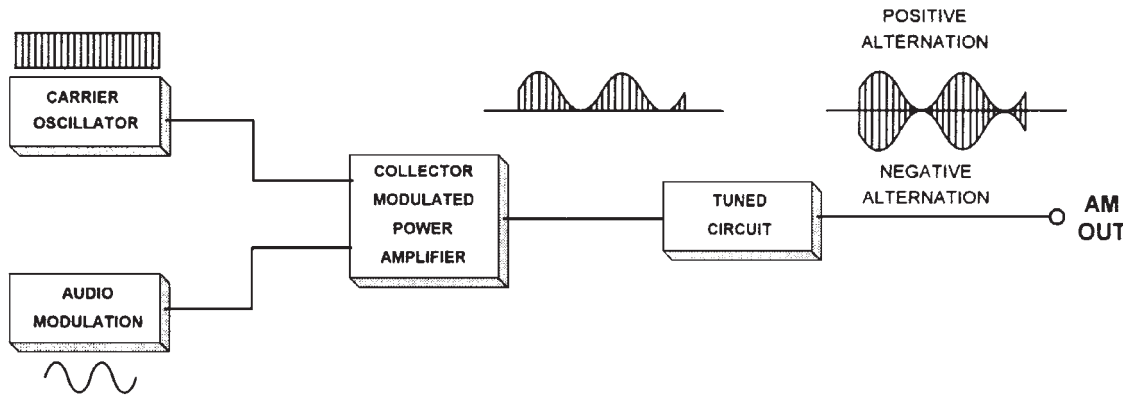 CARRIER
OSCILLATOR
AUDIO
MODULATION
COLLECTOR
MODULATED
POWER
AMPLIFIER
TUNED
CIRCUIT
POSITIVE
ALTERNATION
NEGATIVE
ALTERNATION
AM
OUT